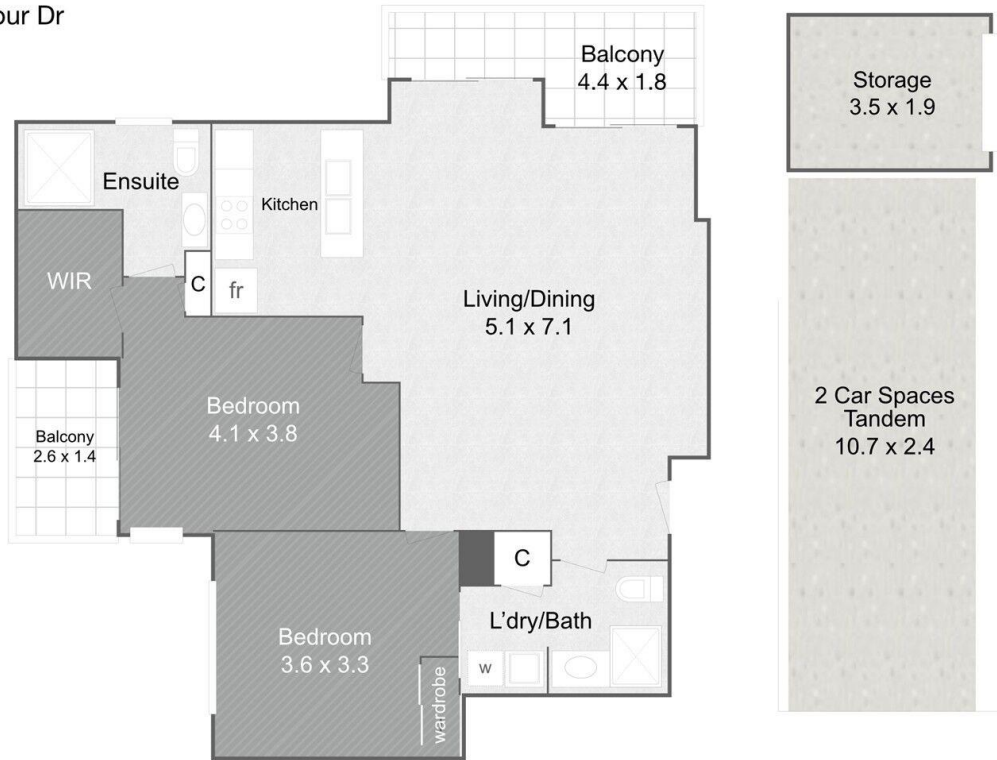 our Dr
Balcony
4.4 x 1.8
Storage
3.5 x 1.9
Ensuite
Kitchen
WIR
C
fr
Living/Dining
5.1 x 7.1
Bedroom
4.1 x 3.8
Balcony
2.6 x 1.4
2 Car Spaces
Tandem
10.7 x 2.4
C
L'dry/Bath
Bedroom
3.6 x 3.3
w
wardrobe